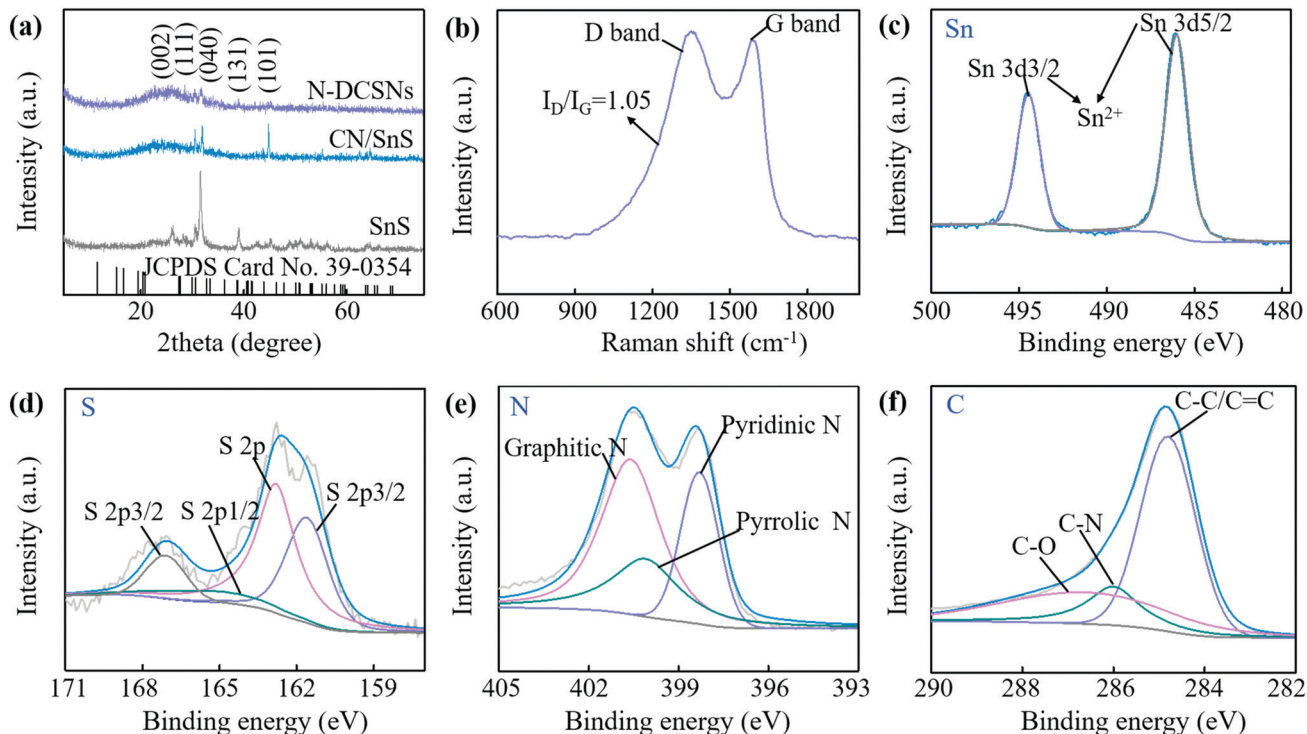 (a)
(002)
(111)
(040)
(131)
(101)
N-DCSNs
CN/SnS
SnS
JCPDS Card No. 39-0354
20 40 60
2theta (degree)
Intensity (a.u.)
(b)
D band
G band
I_D/I_G=1.05
600 900 1200 1500 1800
Raman shift (cm⁻¹)
Intensity (a.u.)
(c)
Sn
Sn 3d5/2
Sn 3d3/2
Sn²⁺
500 495 490 485 480
Binding energy (eV)
Intensity (a.u.)
(d)
S
S 2p
S 2p3/2
S 2p1/2
S 2p3/2
171 168 165 162 159
Binding energy (eV)
Intensity (a.u.)
(e)
N
Graphitic N
Pyridinic N
Pyrrolic N
405 402 399 396 393
Binding energy (eV)
Intensity (a.u.)
(f)
C
C-C/C=C
C-N
C-O
290 288 286 284 282
Binding energy (eV)
Intensity (a.u.)